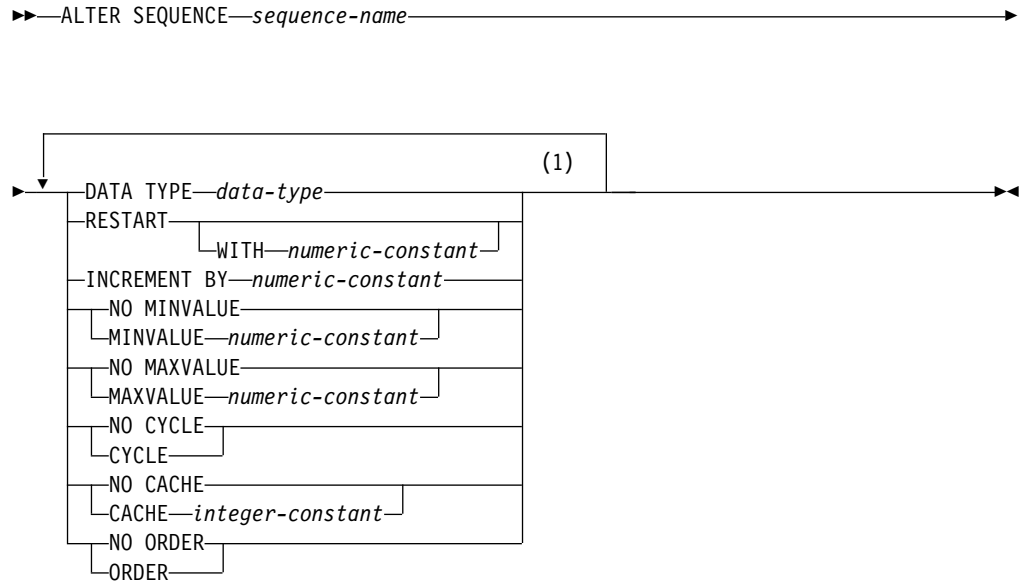 ALTER SEQUENCE sequence-name
(1)
DATA TYPE data-type
RESTART
WITH numeric-constant
INCREMENT BY numeric-constant
NO MINVALUE
MINVALUE numeric-constant
NO MAXVALUE
MAXVALUE numeric-constant
NO CYCLE
CYCLE
NO CACHE
CACHE integer-constant
NO ORDER
ORDER